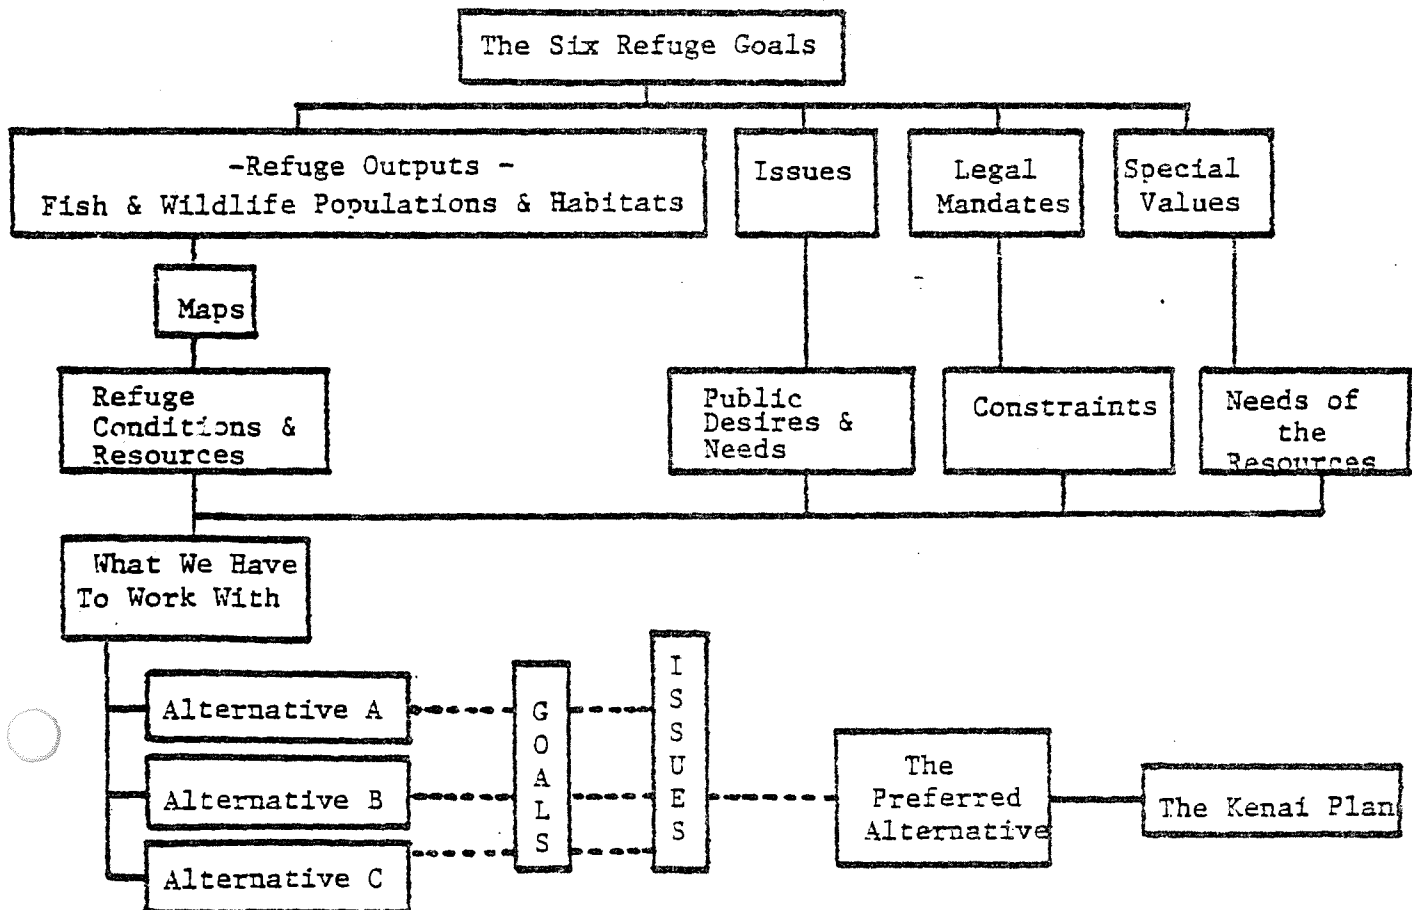 The Six Refuge Goals
-Refuge Outputs -
Fish & Wildlife Populations & Habitats
Issues
Legal
Mandates
Special
Values
Maps
Refuge
Conditions &
Resources
Public
Desires &
Needs
Constraints
Needs of
the
Resources
What We Have
To Work With
Alternative A
Alternative B
Alternative C
GOALS
ISSUES
The
Preferred
Alternative
The Kenai Plan